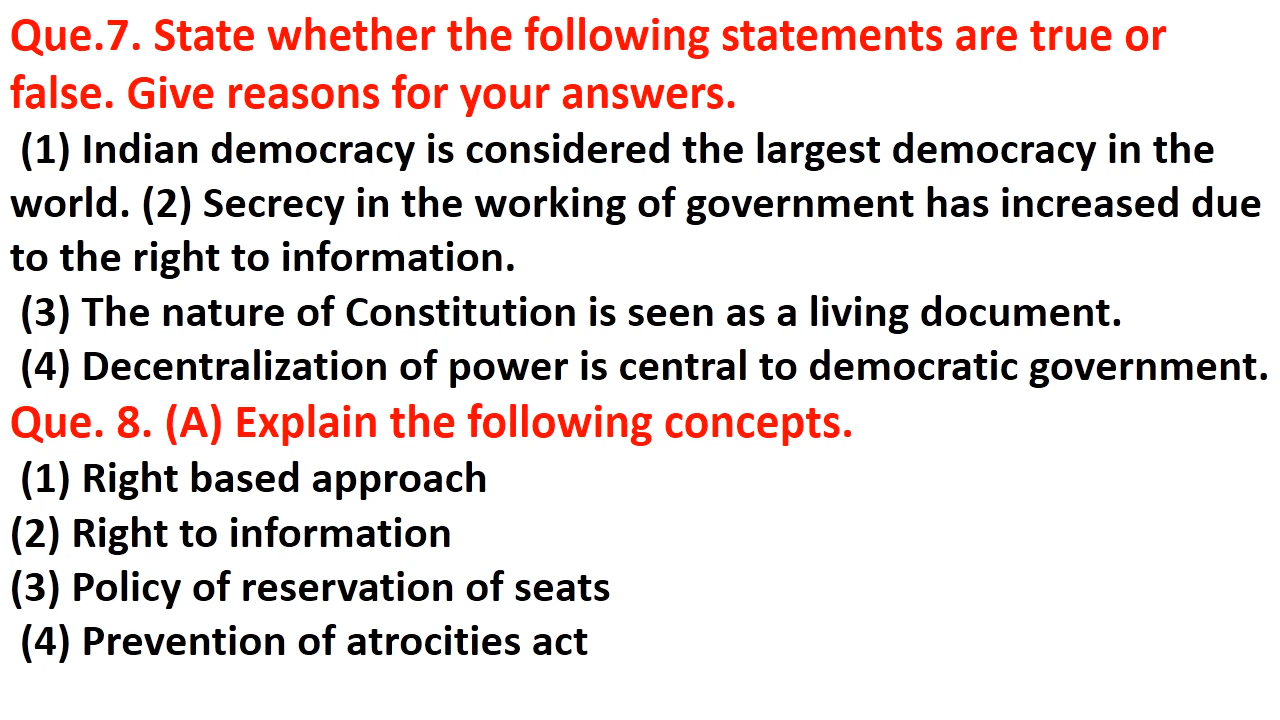 Que.7. State whether the following statements are true or
false. Give reasons for your answers.
(1) Indian democracy is considered the largest democracy in the
world. (2) Secrecy in the working of government has increased due
to the right to information.
(3) The nature of Constitution is seen as a living document.
(4) Decentralization of power is central to democratic government.
Que. 8. (A) Explain the following concepts.
(1) Right based approach
(2) Right to information
(3) Policy of reservation of seats
(4) Prevention of atrocities act